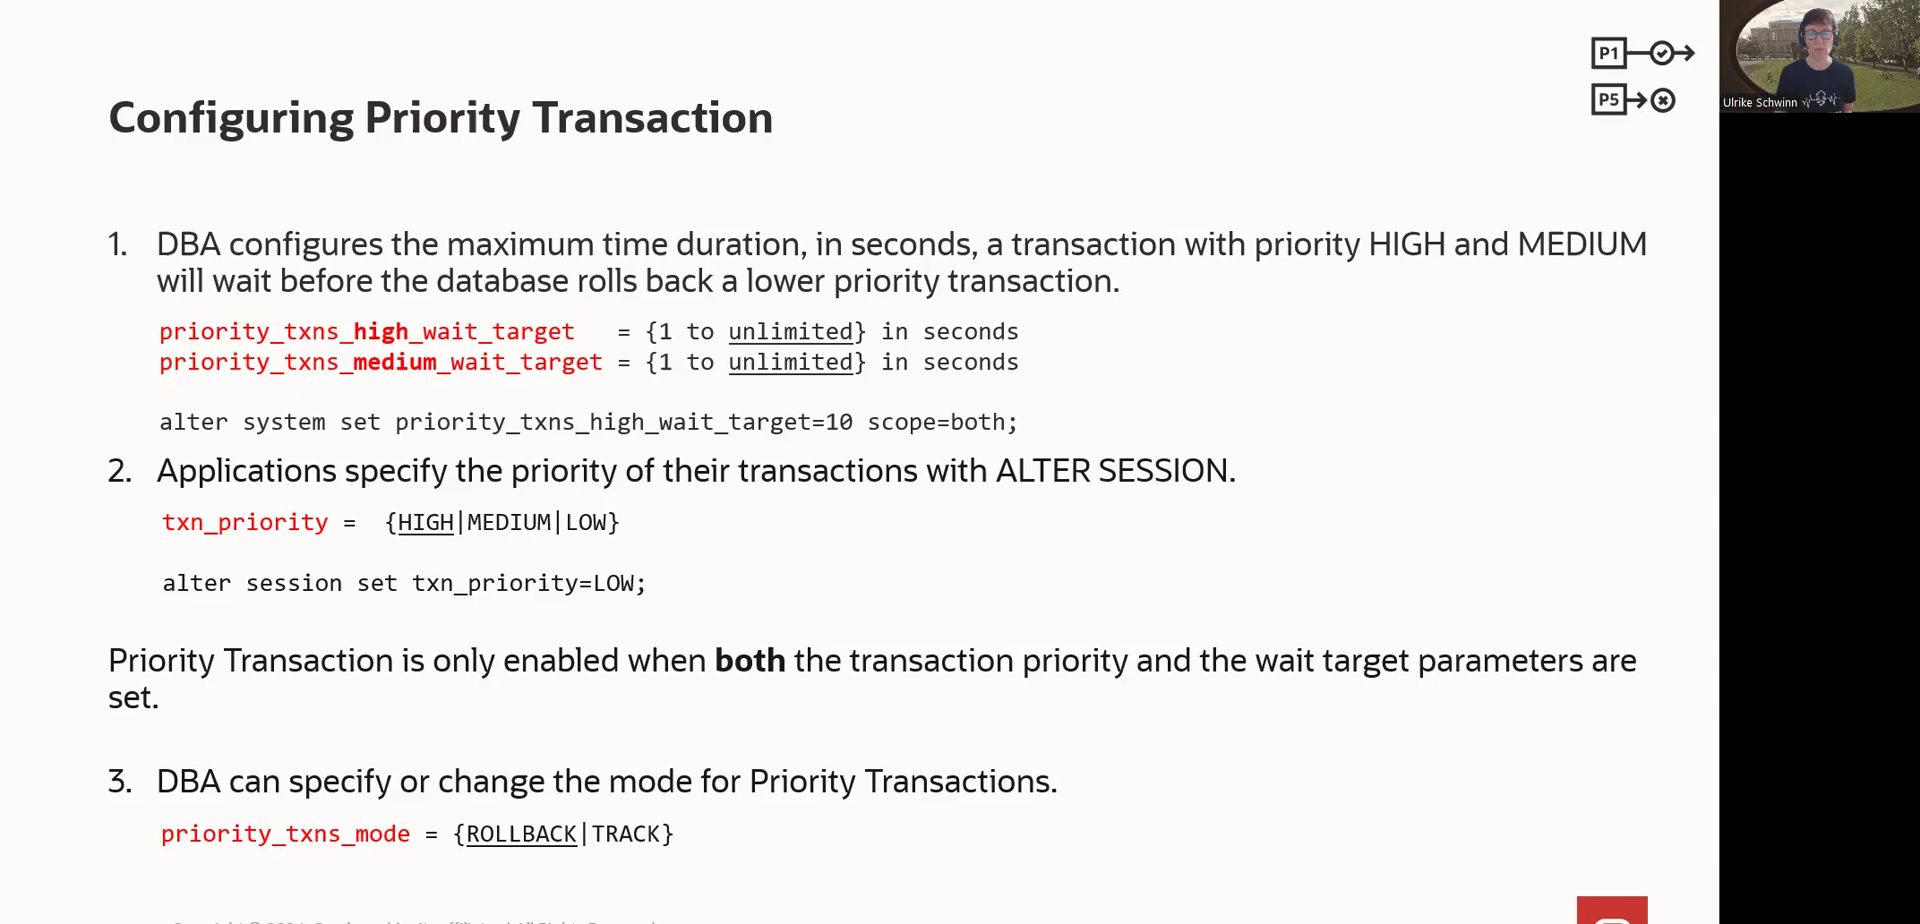 P1
P5
Ulrike Schwinn
Configuring Priority Transaction
1. DBA configures the maximum time duration, in seconds, a transaction with priority HIGH and MEDIUM
will wait before the database rolls back a lower priority transaction.
priority_txns_high_wait_target = {1 to unlimited} in seconds
priority_txns_medium_wait_target = {1 to unlimited} in seconds
alter system set priority_txns_high_wait_target=10 scope=both;
2. Applications specify the priority of their transactions with ALTER SESSION.
txn_priority = {HIGH|MEDIUM|LOW}
alter session set txn_priority=LOW;
Priority Transaction is only enabled when both the transaction priority and the wait target parameters are
set.
3. DBA can specify or change the mode for Priority Transactions.
priority_txns_mode = {ROLLBACK|TRACK}